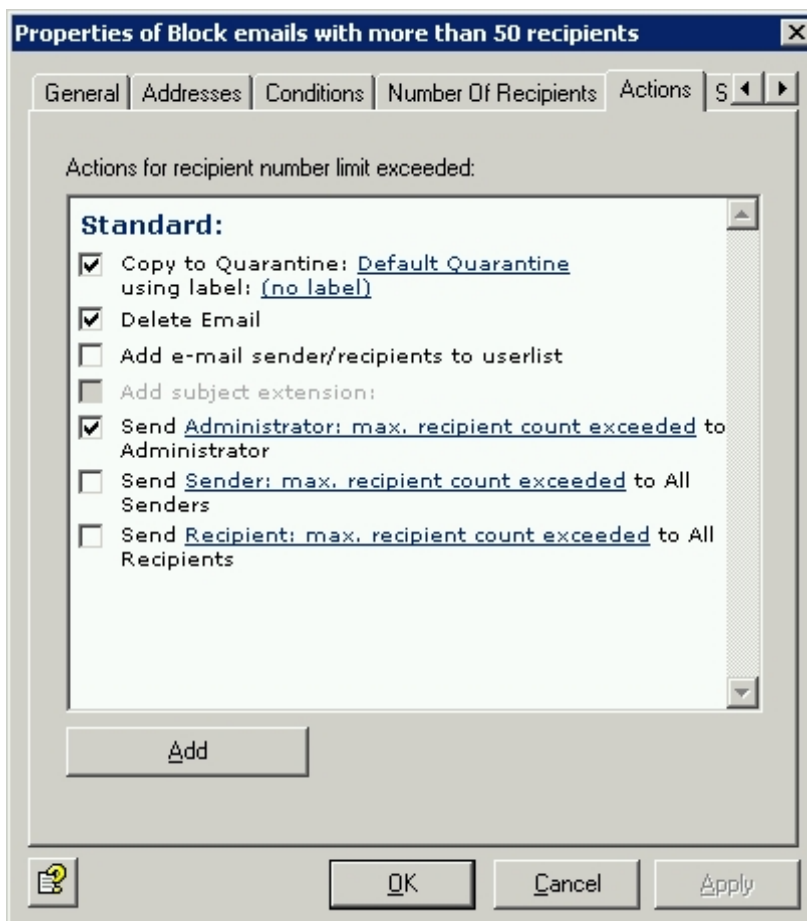 Properties of Block emails with more than 50 recipients
General Addresses Conditions Number Of Recipients Actions S
Actions for recipient number limit exceeded:
Standard:
Copy to Quarantine: Default Quarantine
using label: (no label)
Delete Email
Add e-mail sender/recipients to userlist
Add subject extension:
Send Administrator: max. recipient count exceeded to
Administrator
Send Sender: max. recipient count exceeded to All
Senders
Send Recipient: max. recipient count exceeded to All
Recipients
Add
OK Cancel Apply